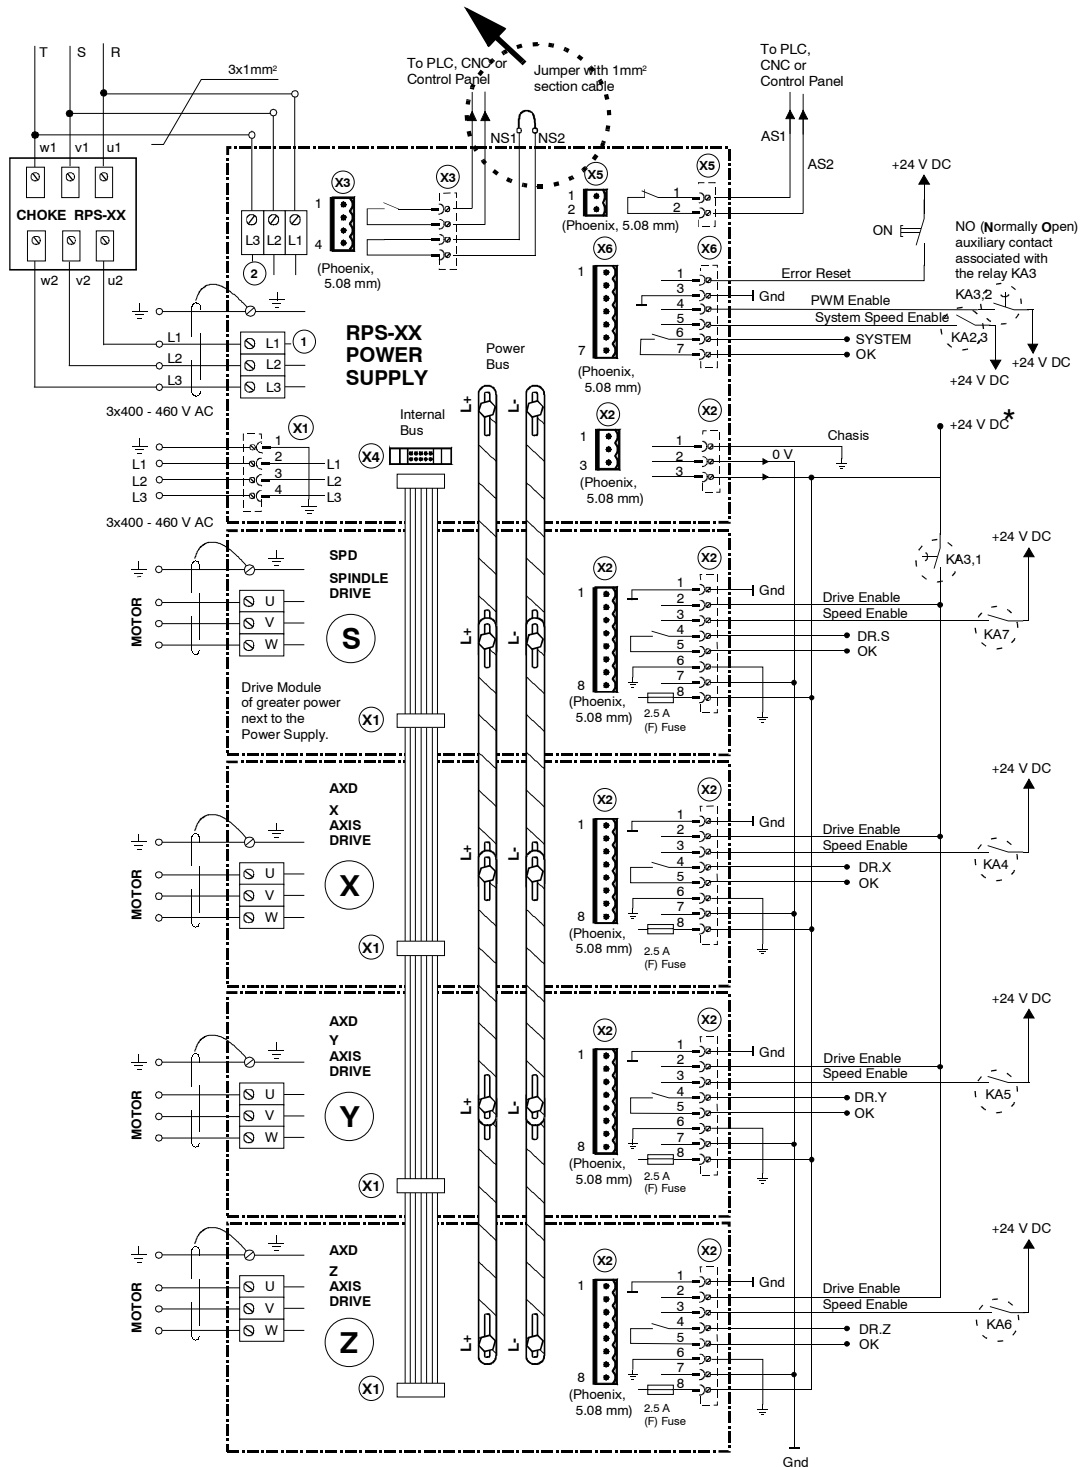 T
S
R
3x1mm²
w1
v1
u1
CHOKE RPS-XX
w2
v2
u2
To PLC, CNC or
Control Panel
Jumper with 1mm²
section cable
NS1
NS2
To PLC,
CNC or
Control Panel
AS1
AS2
X3
1
4
(Phoenix,
5.08 mm)
X3
X5
1
2
(Phoenix, 5.08 mm)
X5
1
2
L3
L2
L1
2
+24 V DC
ON
NO (Normally Open)
auxiliary contact
associated with
the relay KA3
X6
1
7
(Phoenix,
5.08 mm)
X6
1
3
4
5
6
7
Error Reset
Gnd
PWM Enable
System Speed Enable
SYSTEM
OK
KA3,2
KA2,3
+24 V DC
+24 V DC
L1
L2
L3
L1
L2
L3
1
3x400 - 460 V AC
RPS-XX
POWER
SUPPLY
Power
Bus
L+
L-
Internal
Bus
X4
X1
1
2
3
4
L1
L2
L3
L1
L2
L3
3x400 - 460 V AC
X2
1
3
(Phoenix,
5.08 mm)
X2
1
2
3
Chasis
0 V
+24 V DC*
KA3,1
SPD
SPINDLE
DRIVE
S
MOTOR
U
V
W
Drive Module
of greater power
next to the
Power Supply.
X1
L+
L-
X2
1
8
(Phoenix,
5.08 mm)
X2
1
2
3
4
5
6
7
8
2.5 A
(F) Fuse
Gnd
Drive Enable
Speed Enable
DR.S
OK
+24 V DC
KA7
AXD
X
AXIS
DRIVE
X
MOTOR
U
V
W
X1
L+
L-
X2
1
8
(Phoenix,
5.08 mm)
X2
1
2
3
4
5
6
7
8
2.5 A
(F) Fuse
Gnd
Drive Enable
Speed Enable
DR.X
OK
+24 V DC
KA4
AXD
Y
AXIS
DRIVE
Y
MOTOR
U
V
W
X1
L+
L-
X2
1
8
(Phoenix,
5.08 mm)
X2
1
2
3
4
5
6
7
8
2.5 A
(F) Fuse
Gnd
Drive Enable
Speed Enable
DR.Y
OK
+24 V DC
KA5
AXD
Z
AXIS
DRIVE
Z
MOTOR
U
V
W
X1
L+
L-
X2
1
8
(Phoenix,
5.08 mm)
X2
1
2
3
4
5
6
7
8
2.5 A
(F) Fuse
Gnd
Drive Enable
Speed Enable
DR.Z
OK
+24 V DC
KA6
Gnd